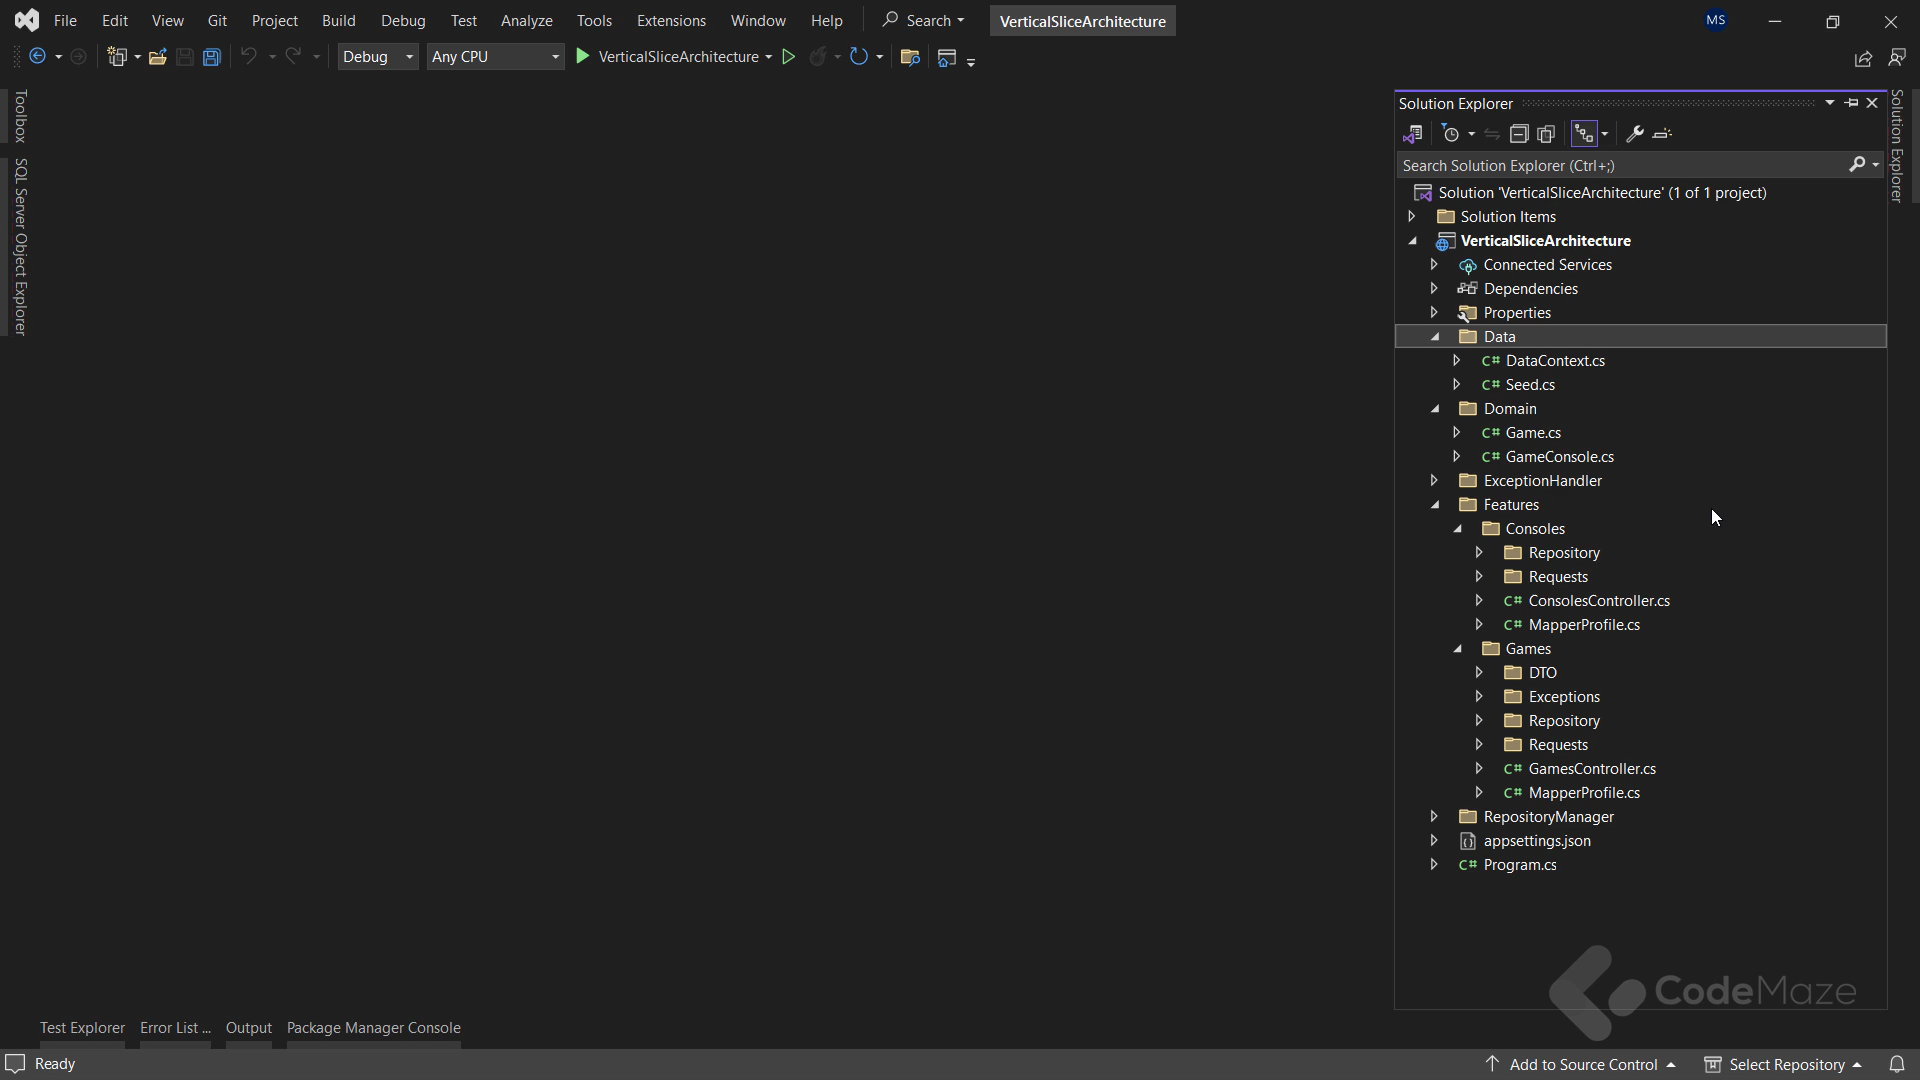 File Edit View Git Project Build Debug Test Analyze Tools Extensions Window Help Search VerticalSliceArchitecture MS
Debug Any CPU VerticalSliceArchitecture
Toolbox
SQL Server Object Explorer
Solution Explorer
Solution Explorer
Search Solution Explorer (Ctrl+;)
Solution 'VerticalSliceArchitecture' (1 of 1 project)
Solution Items
VerticalSliceArchitecture
Connected Services
Dependencies
Properties
Data
C# DataContext.cs
C# Seed.cs
Domain
C# Game.cs
C# GameConsole.cs
ExceptionHandler
Features
Consoles
Repository
Requests
C# ConsolesController.cs
C# MapperProfile.cs
Games
DTO
Exceptions
Repository
Requests
C# GamesController.cs
C# MapperProfile.cs
RepositoryManager
appsettings.json
C# Program.cs
CodeMaze
Test Explorer Error List ... Output Package Manager Console
Ready Add to Source Control Select Repository